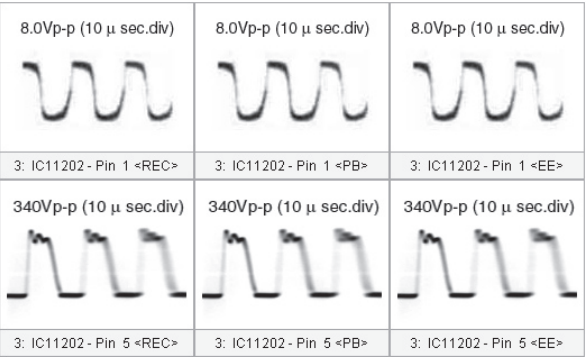 8.0Vp-p (10 μ sec.div)
8.0Vp-p (10 μ sec.div)
8.0Vp-p (10 μ sec.div)
3: IC11202 - Pin 1 <REC>
3: IC11202 - Pin 1 <PB>
3: IC11202 - Pin 1 <EE>
340Vp-p (10 μ sec.div)
340Vp-p (10 μ sec.div)
340Vp-p (10 μ sec.div)
3: IC11202 - Pin 5 <REC>
3: IC11202 - Pin 5 <PB>
3: IC11202 - Pin 5 <EE>